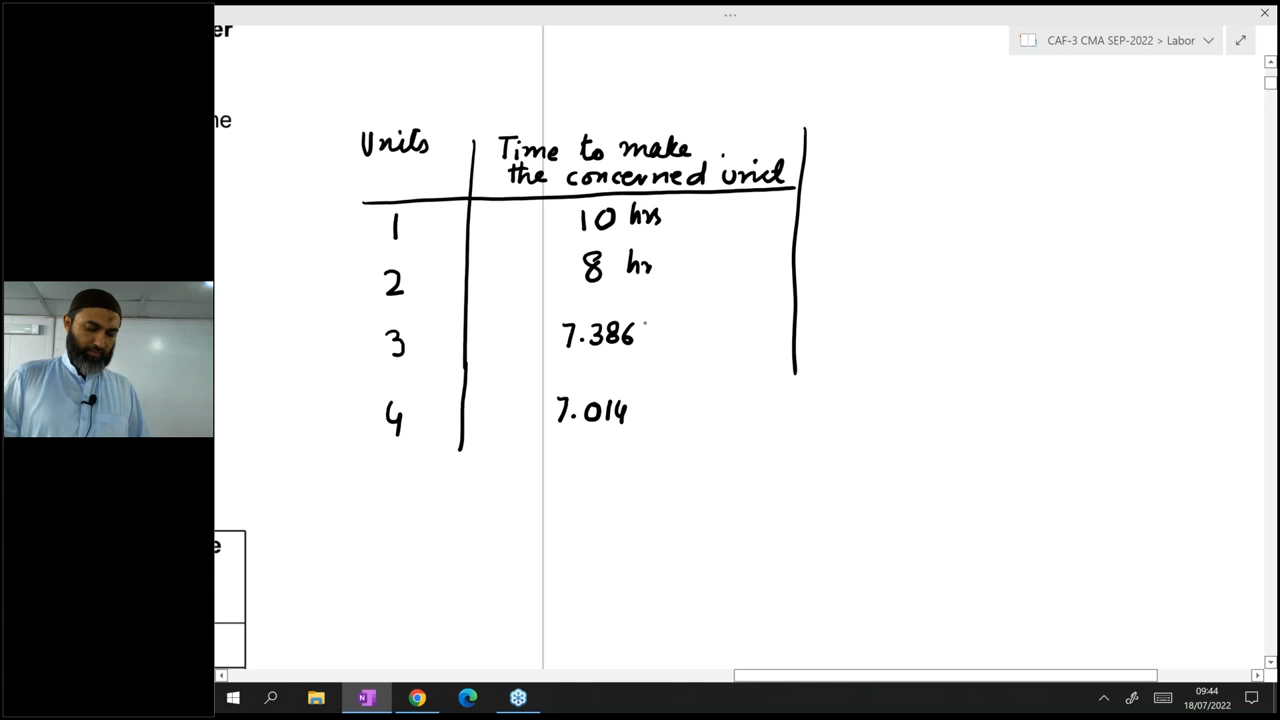 er
CAF-3 CMA SEP-2022 > Labor
ne
Units
Time to make
the concerned unit
1
10 hrs
2
8 hr
3
7.386
4
7.014
e
09:44
18/07/2022